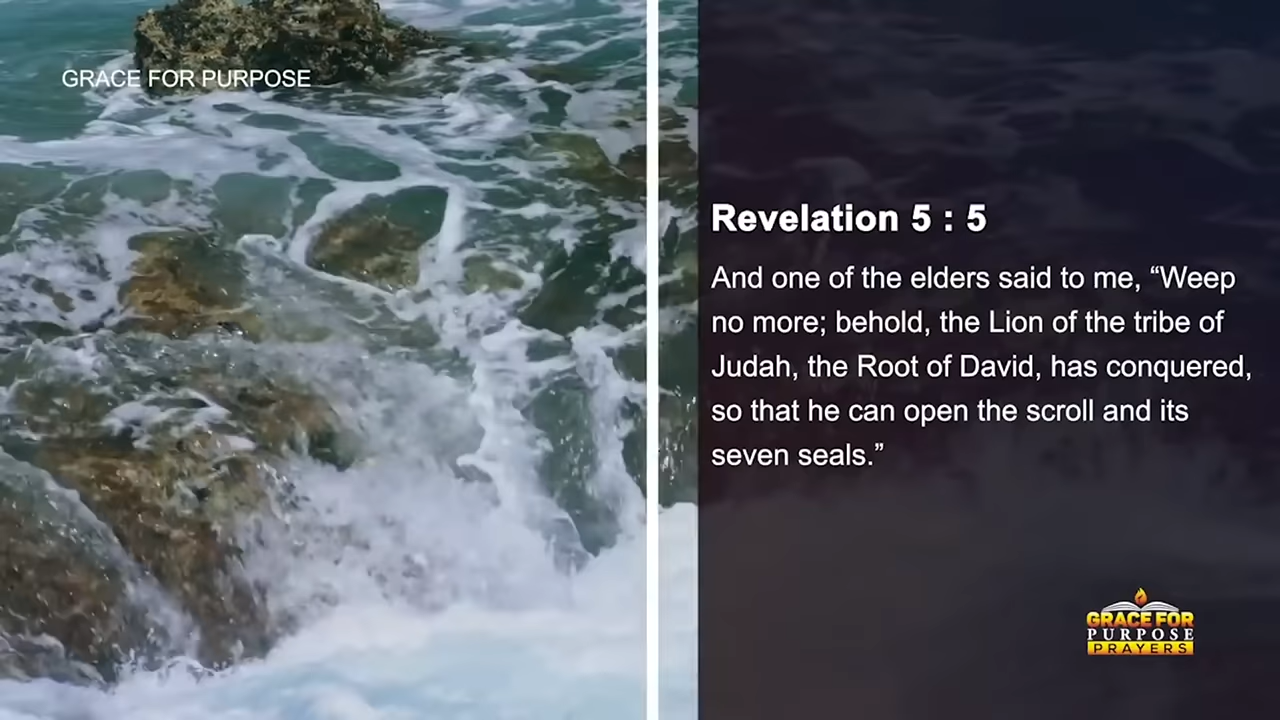 GRACE FOR PURPOSE
Revelation 5 : 5
And one of the elders said to me, “Weep
no more; behold, the Lion of the tribe of
Judah, the Root of David, has conquered,
so that he can open the scroll and its
seven seals.”
GRACE FOR
PURPOSE
PRAYERS